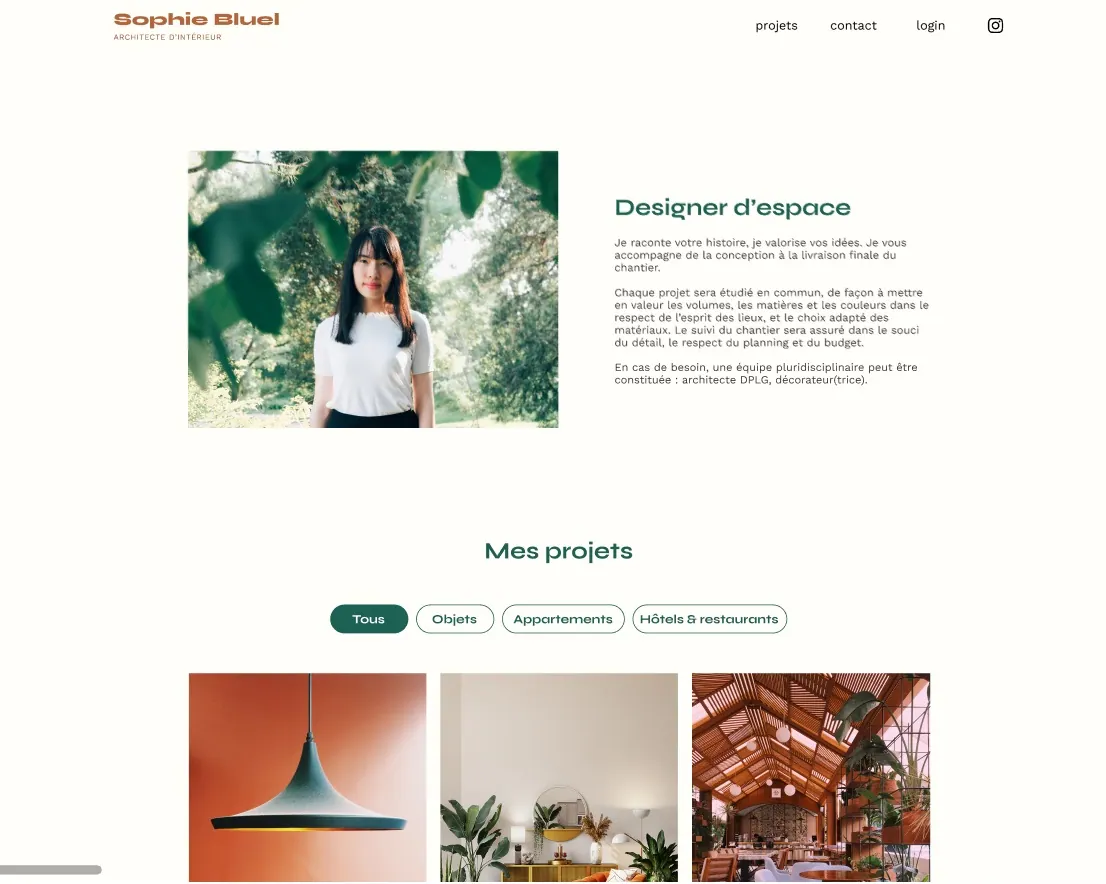 Sophie Bluel
ARCHITECTE D'INTÉRIEUR
projets contact login
Designer d'espace
Je raconte votre histoire, je valorise vos idées. Je vous
accompagne de la conception à la livraison finale du
chantier.
Chaque projet sera étudié en commun, de façon à mettre
en valeur les volumes, les matières et les couleurs dans le
respect de l'esprit des lieux, et le choix adapté des
matériaux. Le suivi du chantier sera assuré dans le souci
du détail, le respect du planning et du budget.
En cas de besoin, une équipe pluridisciplinaire peut être
constituée : architecte DPLG, décorateur(trice).
Mes projets
Tous Objets Appartements Hôtels & restaurants